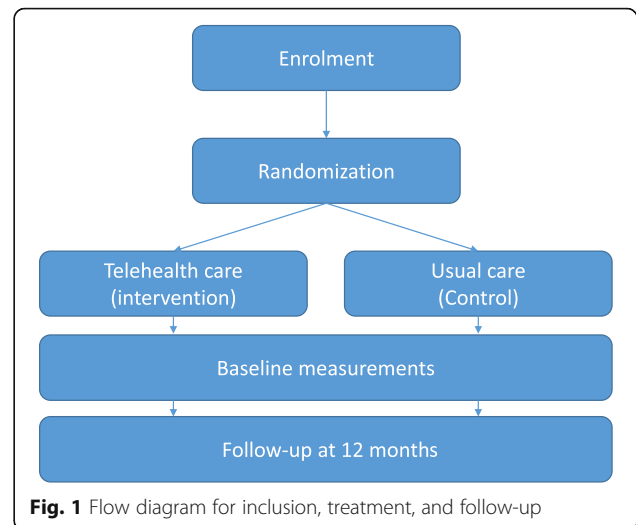 Enrolment
Randomization
Telehealth care
(intervention)
Usual care
(Control)
Baseline measurements
Follow-up at 12 months
Fig. 1 Flow diagram for inclusion, treatment, and follow-up